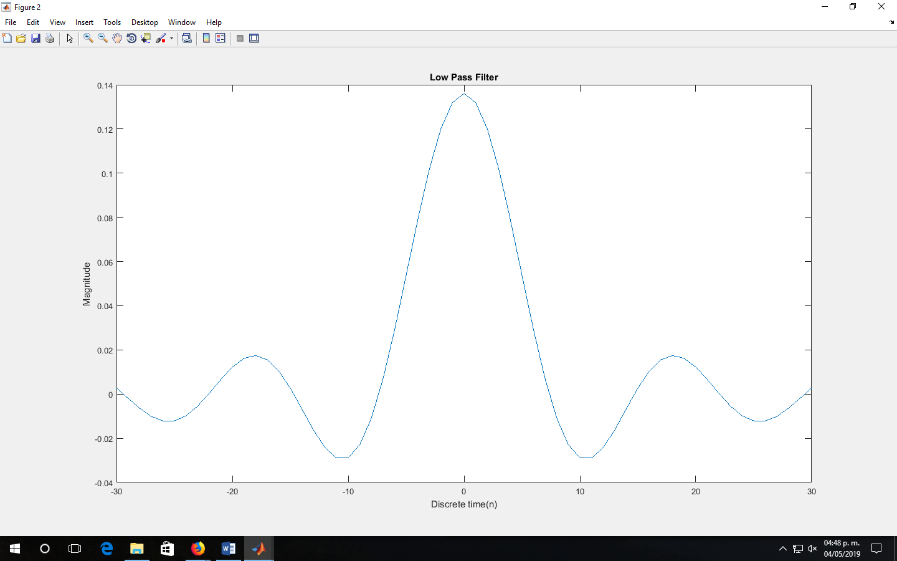 Figure 2
File Edit View Insert Tools Desktop Window Help
Low Pass Filter
0.14
0.12
0.1
0.08
0.06
0.04
0.02
0
-0.02
-0.04
Magnitude
-30 -20 -10 0 10 20 30
Discrete time(n)
04:48 p. m.
04/05/2019